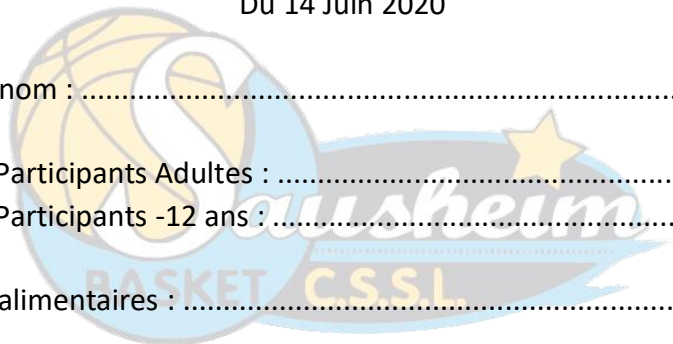 Du 14 Juin 2020
nom : ................................................................................
Participants Adultes : .....................................................
Participants -12 ans : ......................................................
Sausheim
BASKET C.S.S.L.
alimentaires : ..................................................................